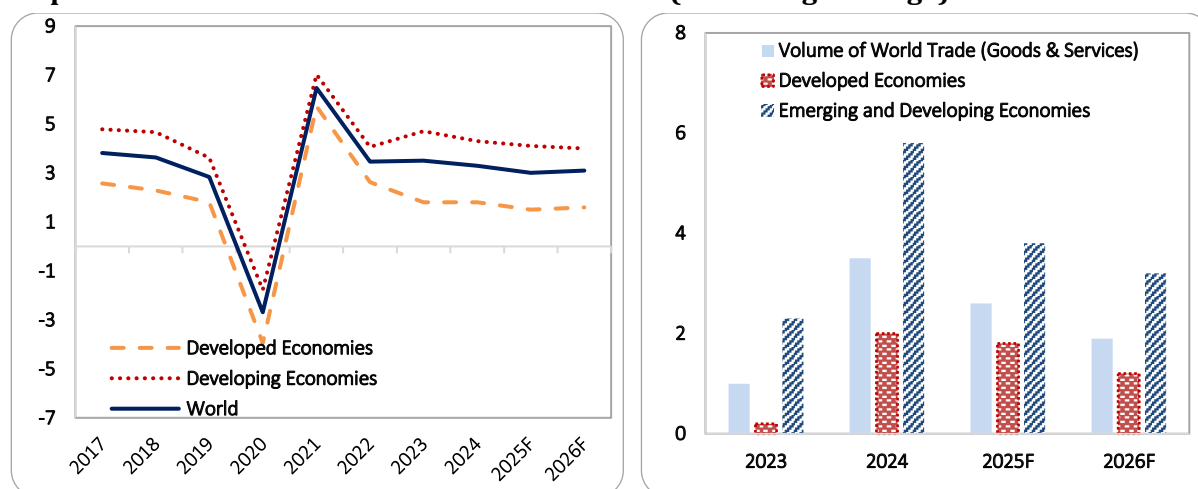 9
7
5
3
1
-1
-3
-5
-7
Developed Economies
Developing Economies
World
2017
2018
2019
2020
2021
2022
2023
2024
2025F
2026F
8
6
4
2
0
Volume of World Trade (Goods & Services)
Developed Economies
Emerging and Developing Economies
2023
2024
2025F
2026F